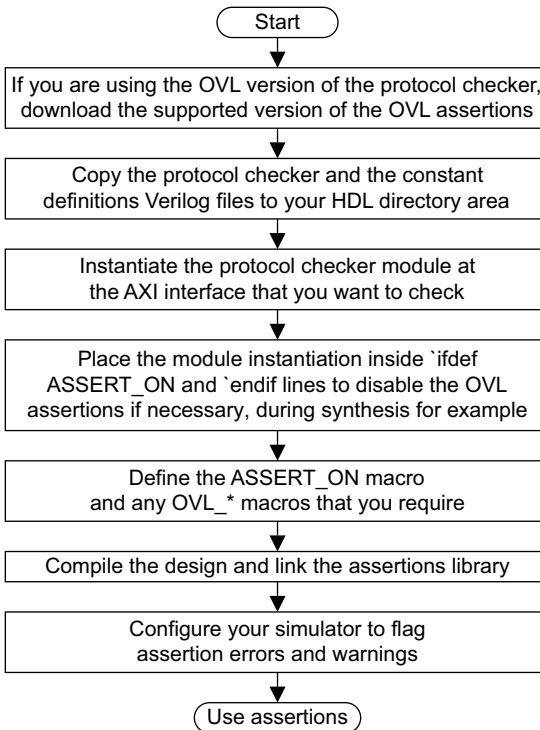 Start
If you are using the OVL version of the protocol checker,
download the supported version of the OVL assertions
Copy the protocol checker and the constant
definitions Verilog files to your HDL directory area
Instantiate the protocol checker module at
the AXI interface that you want to check
Place the module instantiation inside `ifdef
ASSERT_ON and `endif lines to disable the OVL
assertions if necessary, during synthesis for example
Define the ASSERT_ON macro
and any OVL_* macros that you require
Compile the design and link the assertions library
Configure your simulator to flag
assertion errors and warnings
Use assertions